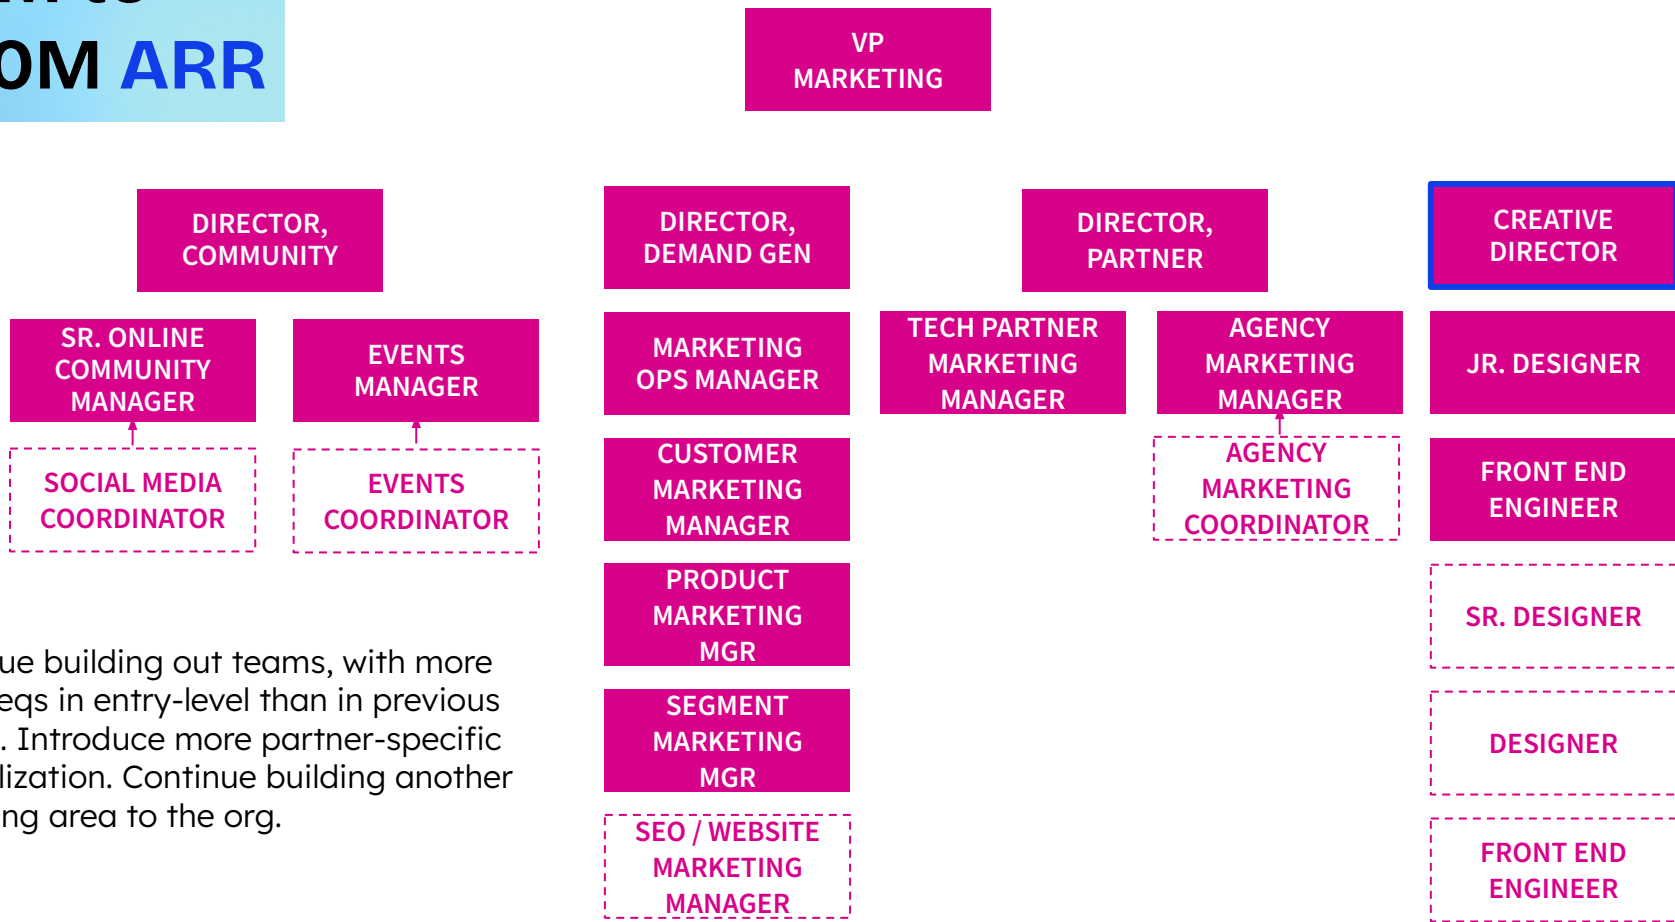 to
0M ARR
VP
MARKETING
DIRECTOR,
COMMUNITY
SR. ONLINE
COMMUNITY
MANAGER
SOCIAL MEDIA
COORDINATOR
EVENTS
MANAGER
EVENTS
COORDINATOR
DIRECTOR,
DEMAND GEN
MARKETING
OPS MANAGER
CUSTOMER
MARKETING
MANAGER
PRODUCT
MARKETING
MGR
SEGMENT
MARKETING
MGR
SEO / WEBSITE
MARKETING
MANAGER
DIRECTOR,
PARTNER
TECH PARTNER
MARKETING
MANAGER
AGENCY
MARKETING
MANAGER
AGENCY
MARKETING
COORDINATOR
CREATIVE
DIRECTOR
JR. DESIGNER
FRONT END
ENGINEER
SR. DESIGNER
DESIGNER
FRONT END
ENGINEER
ue building out teams, with more
eqs in entry-level than in previous
. Introduce more partner-specific
lization. Continue building another
ng area to the org.